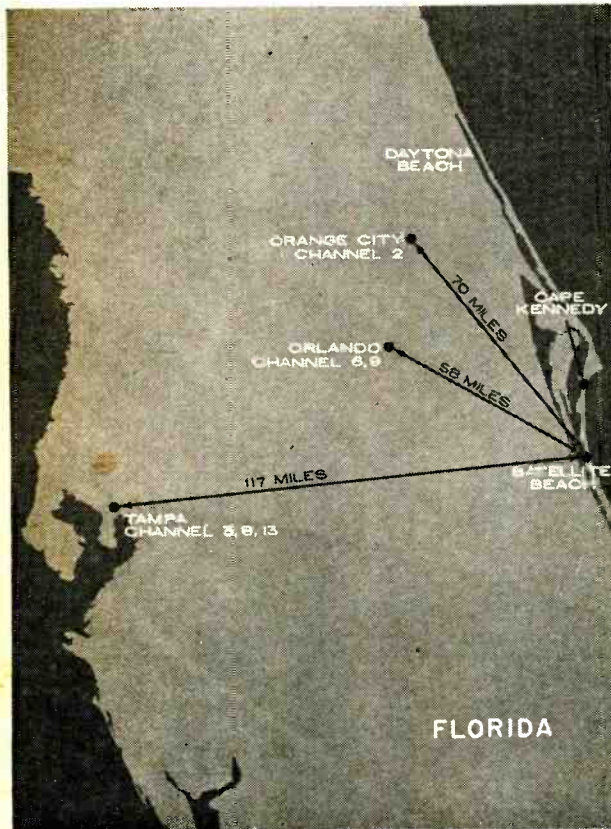 DAYTONA
BEACH
ORANGE CITY
CHANNEL 2
CAPE
KENNEDY
70 MILES
ORLANDO
CHANNEL 6,9
58 MILES
SATELLITE
BEACH
117 MILES
TAMPA
CHANNEL 3, 8, 13
FLORIDA